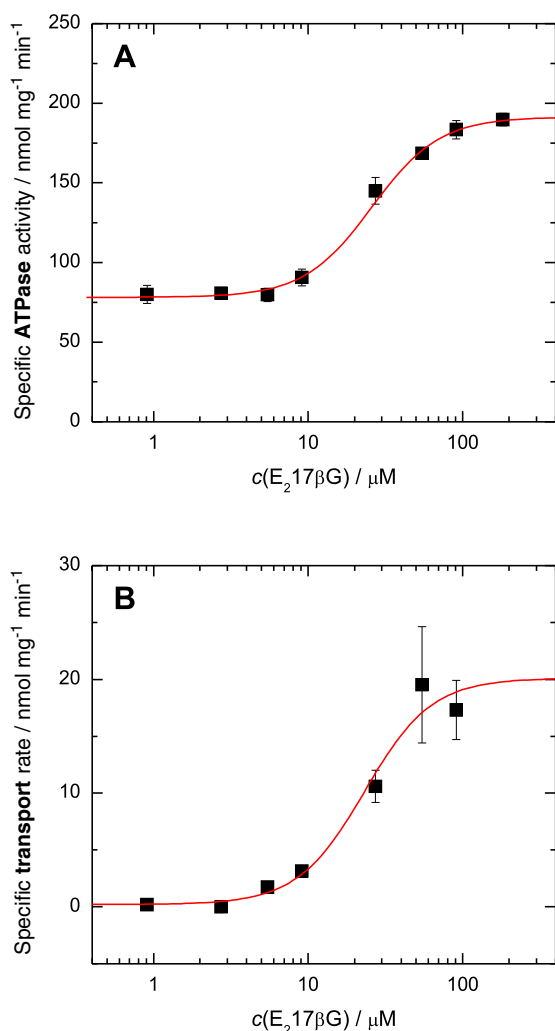 250
A
200
150
100
50
0
Specific ATPase activity / nmol mg⁻¹ min⁻¹
1
10
100
c(E₂17βG) / μM
30
B
20
10
0
Specific transport rate / nmol mg⁻¹ min⁻¹
1
10
100
c(E₂17βG) / μM